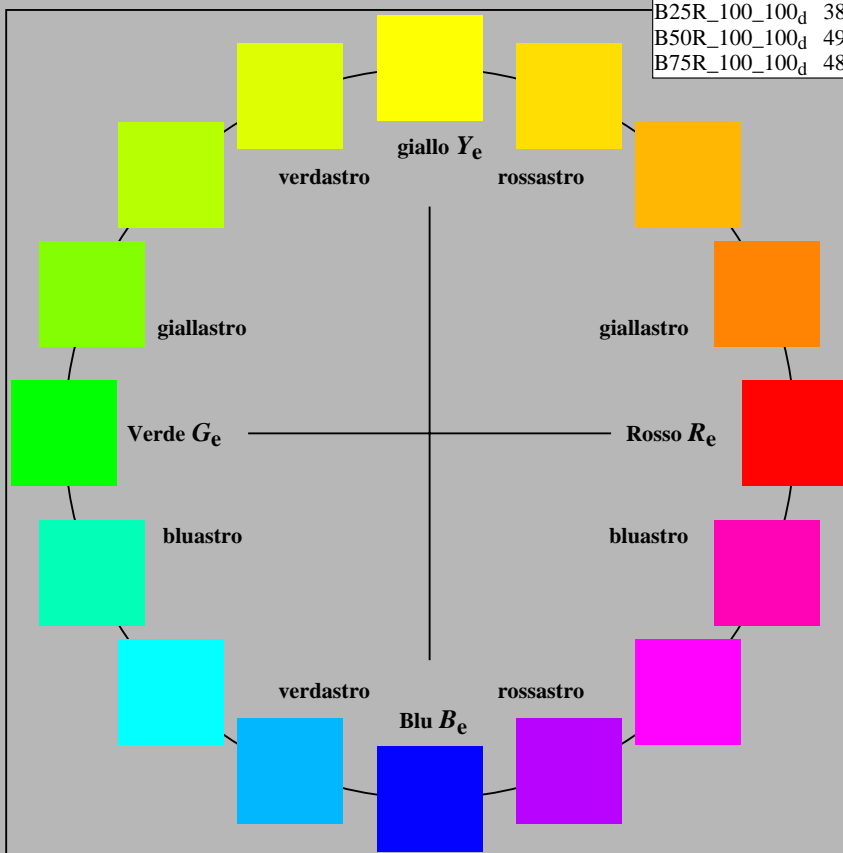 B25R_100_100d 38
B50R_100_100d 49
B75R_100_100d 48
giallo Ye
verdastro rossastro
giallastro giallastro
Verde Ge Rosso Re
bluastro bluastro
verdastro rossastro
Blu Be